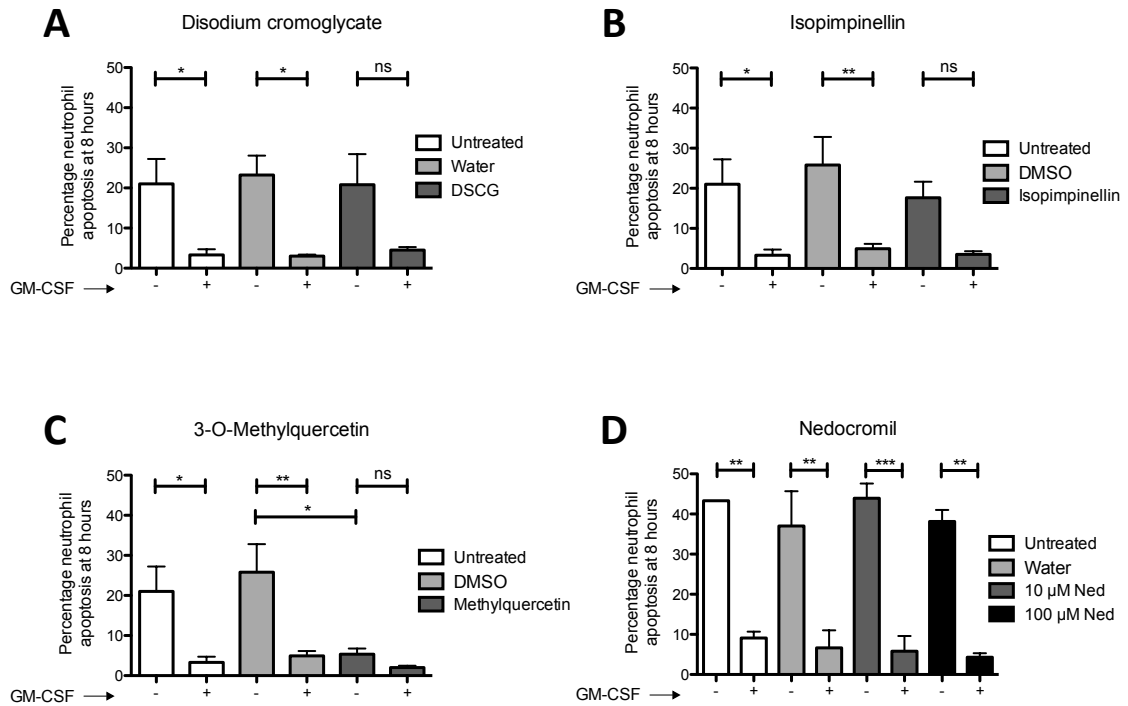 A
Disodium cromoglycate
Percentage neutrophil
apoptosis at 8 hours
50
40
30
20
10
0
*
*
ns
Untreated
Water
DSCG
GM-CSF
-
+
-
+
-
+
B
Isopimpinellin
Percentage neutrophil
apoptosis at 8 hours
50
40
30
20
10
0
*
**
ns
Untreated
DMSO
Isopimpinellin
GM-CSF
-
+
-
+
-
+
C
3-O-Methylquercetin
Percentage neutrophil
apoptosis at 8 hours
50
40
30
20
10
0
*
**
ns
*
Untreated
DMSO
Methylquercetin
GM-CSF
-
+
-
+
-
+
D
Nedocromil
Percentage neutrophil
apoptosis at 8 hours
50
40
30
20
10
0
**
**
***
**
Untreated
Water
10 µM Ned
100 µM Ned
GM-CSF
-
+
-
+
-
+
-
+